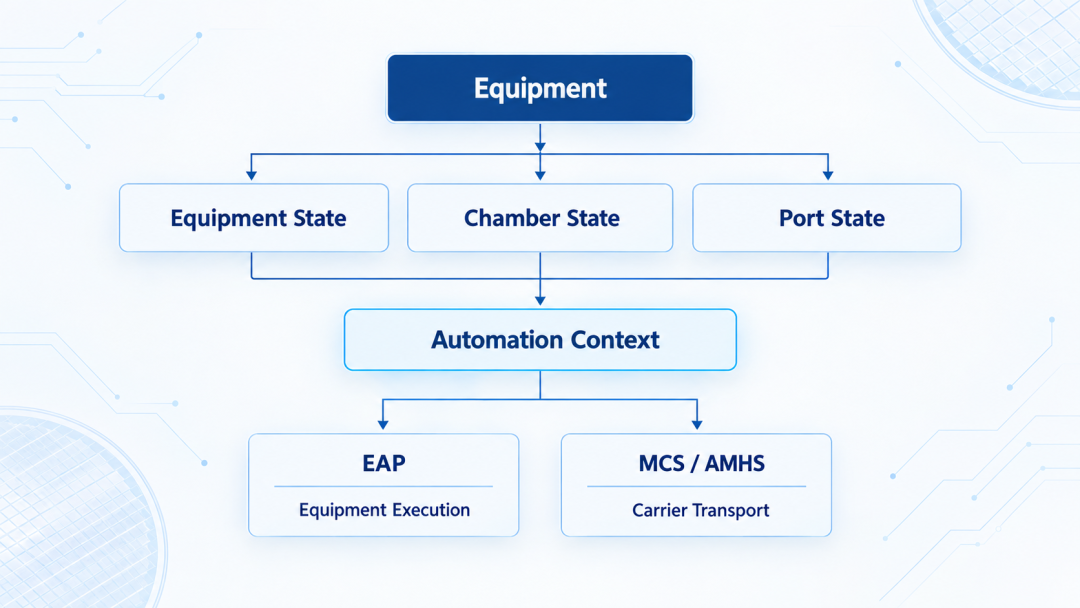 Equipment
Equipment State
Chamber State
Port State
Automation Context
EAP
Equipment Execution
MCS / AMHS
Carrier Transport